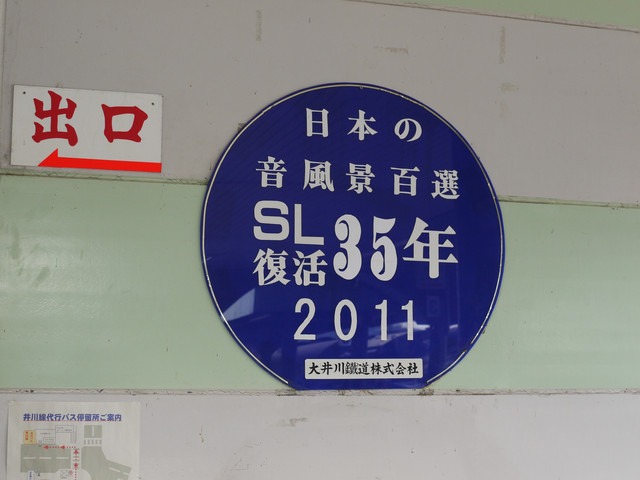 出口
日本の
音風景百選
SL
復活
35年
2011
大井川鐵道株式会社
井川線代行バス停留所ご案内